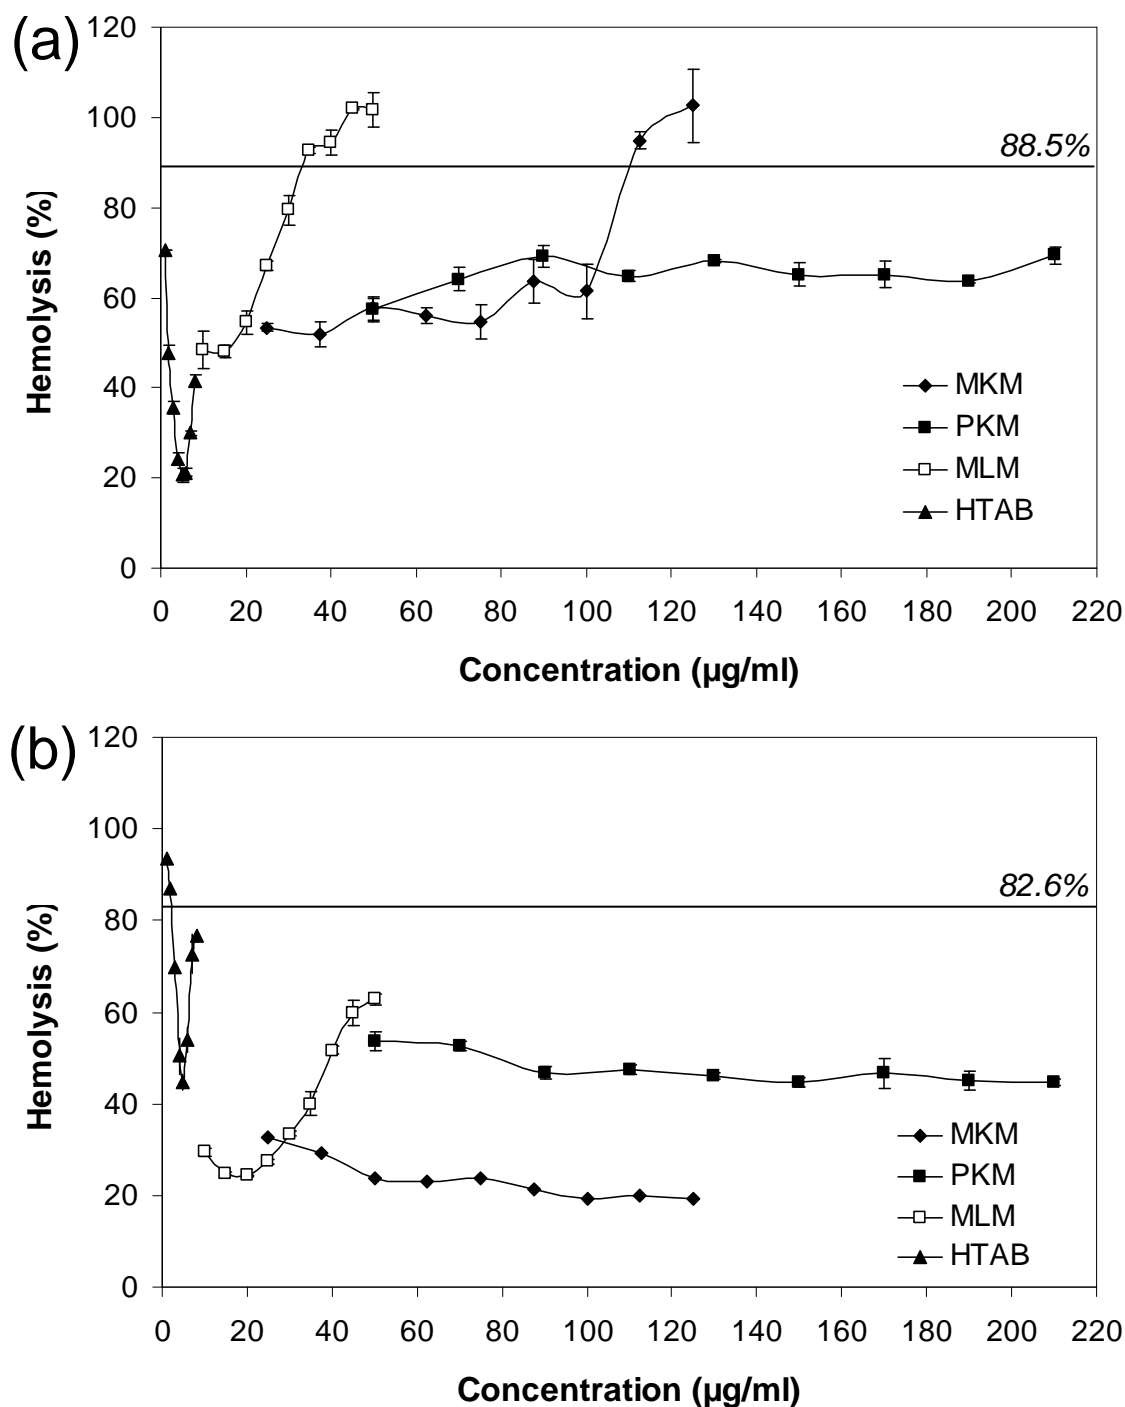 (a)
120
100
80
60
40
20
0
Hemolysis (%)
88.5%
MKM
PKM
MLM
HTAB
0 20 40 60 80 100 120 140 160 180 200 220
Concentration (µg/ml)
(b)
120
100
80
60
40
20
0
Hemolysis (%)
82.6%
MKM
PKM
MLM
HTAB
0 20 40 60 80 100 120 140 160 180 200 220
Concentration (µg/ml)